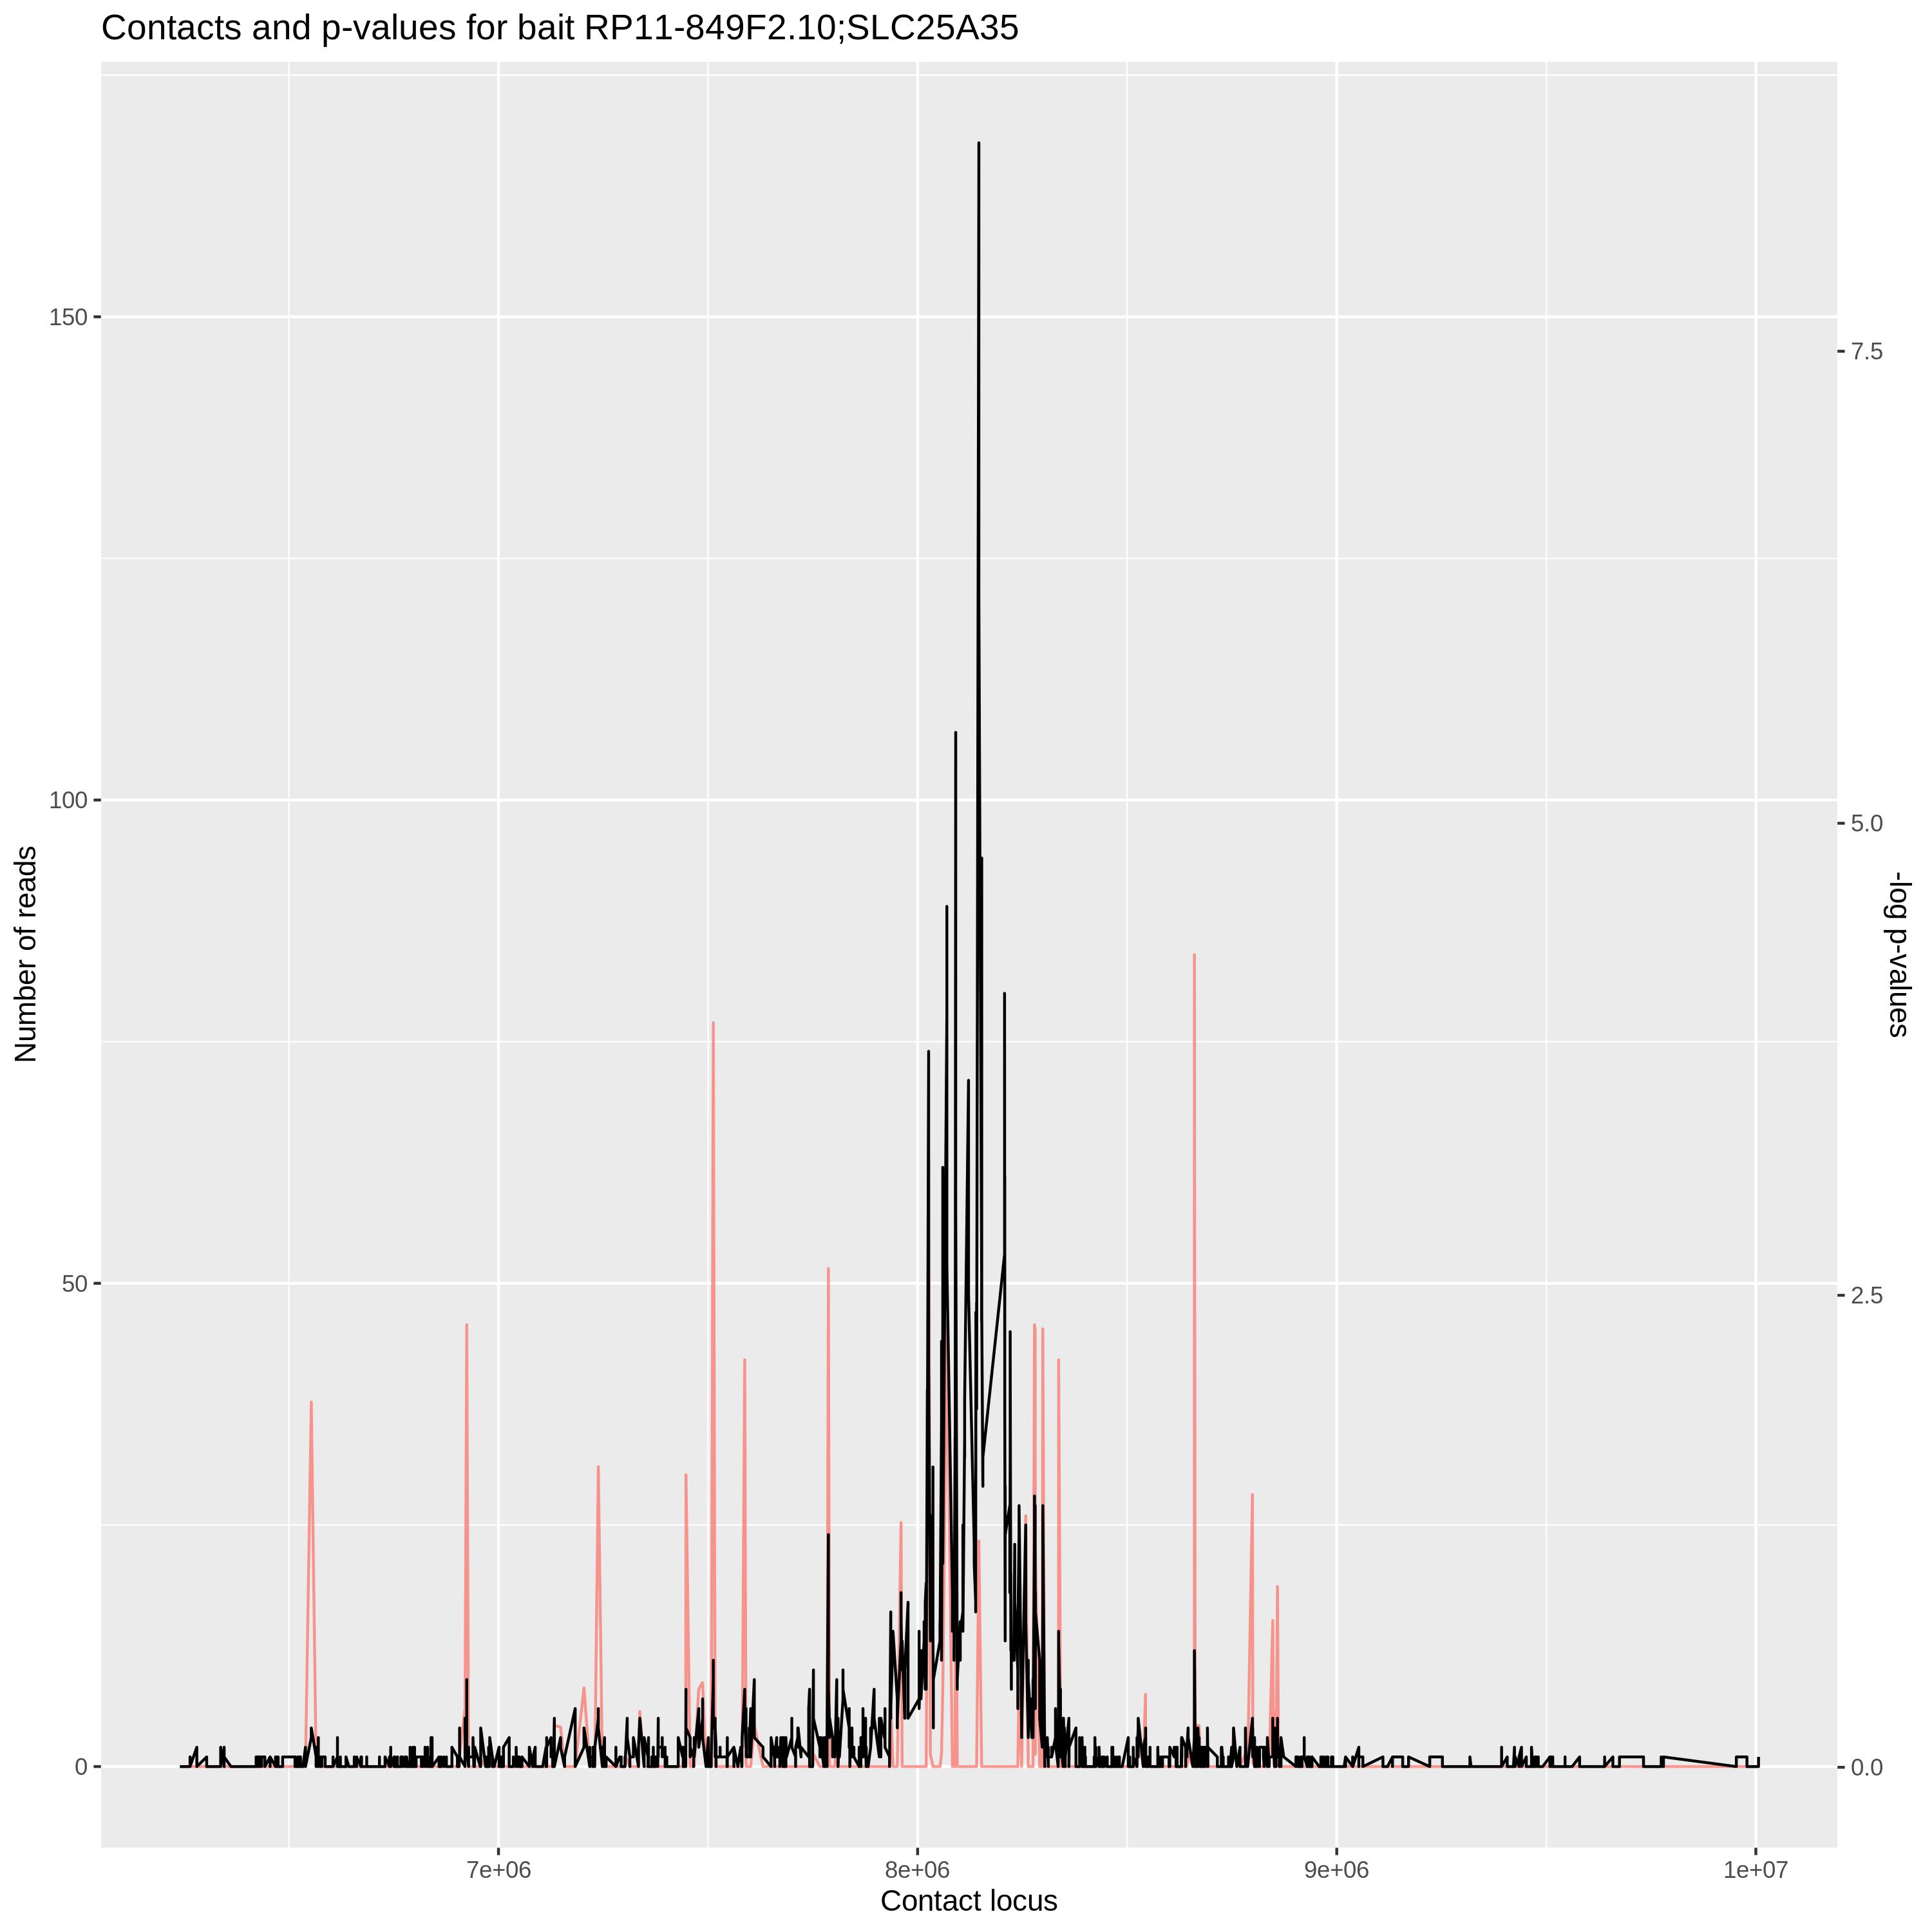 Contacts and p-values for bait RP11-849F2.10;SLC25A35
150
100
50
0
Number of reads
7.5
5.0
2.5
0.0
-log p-values
7e+06
8e+06
9e+06
1e+07
Contact locus